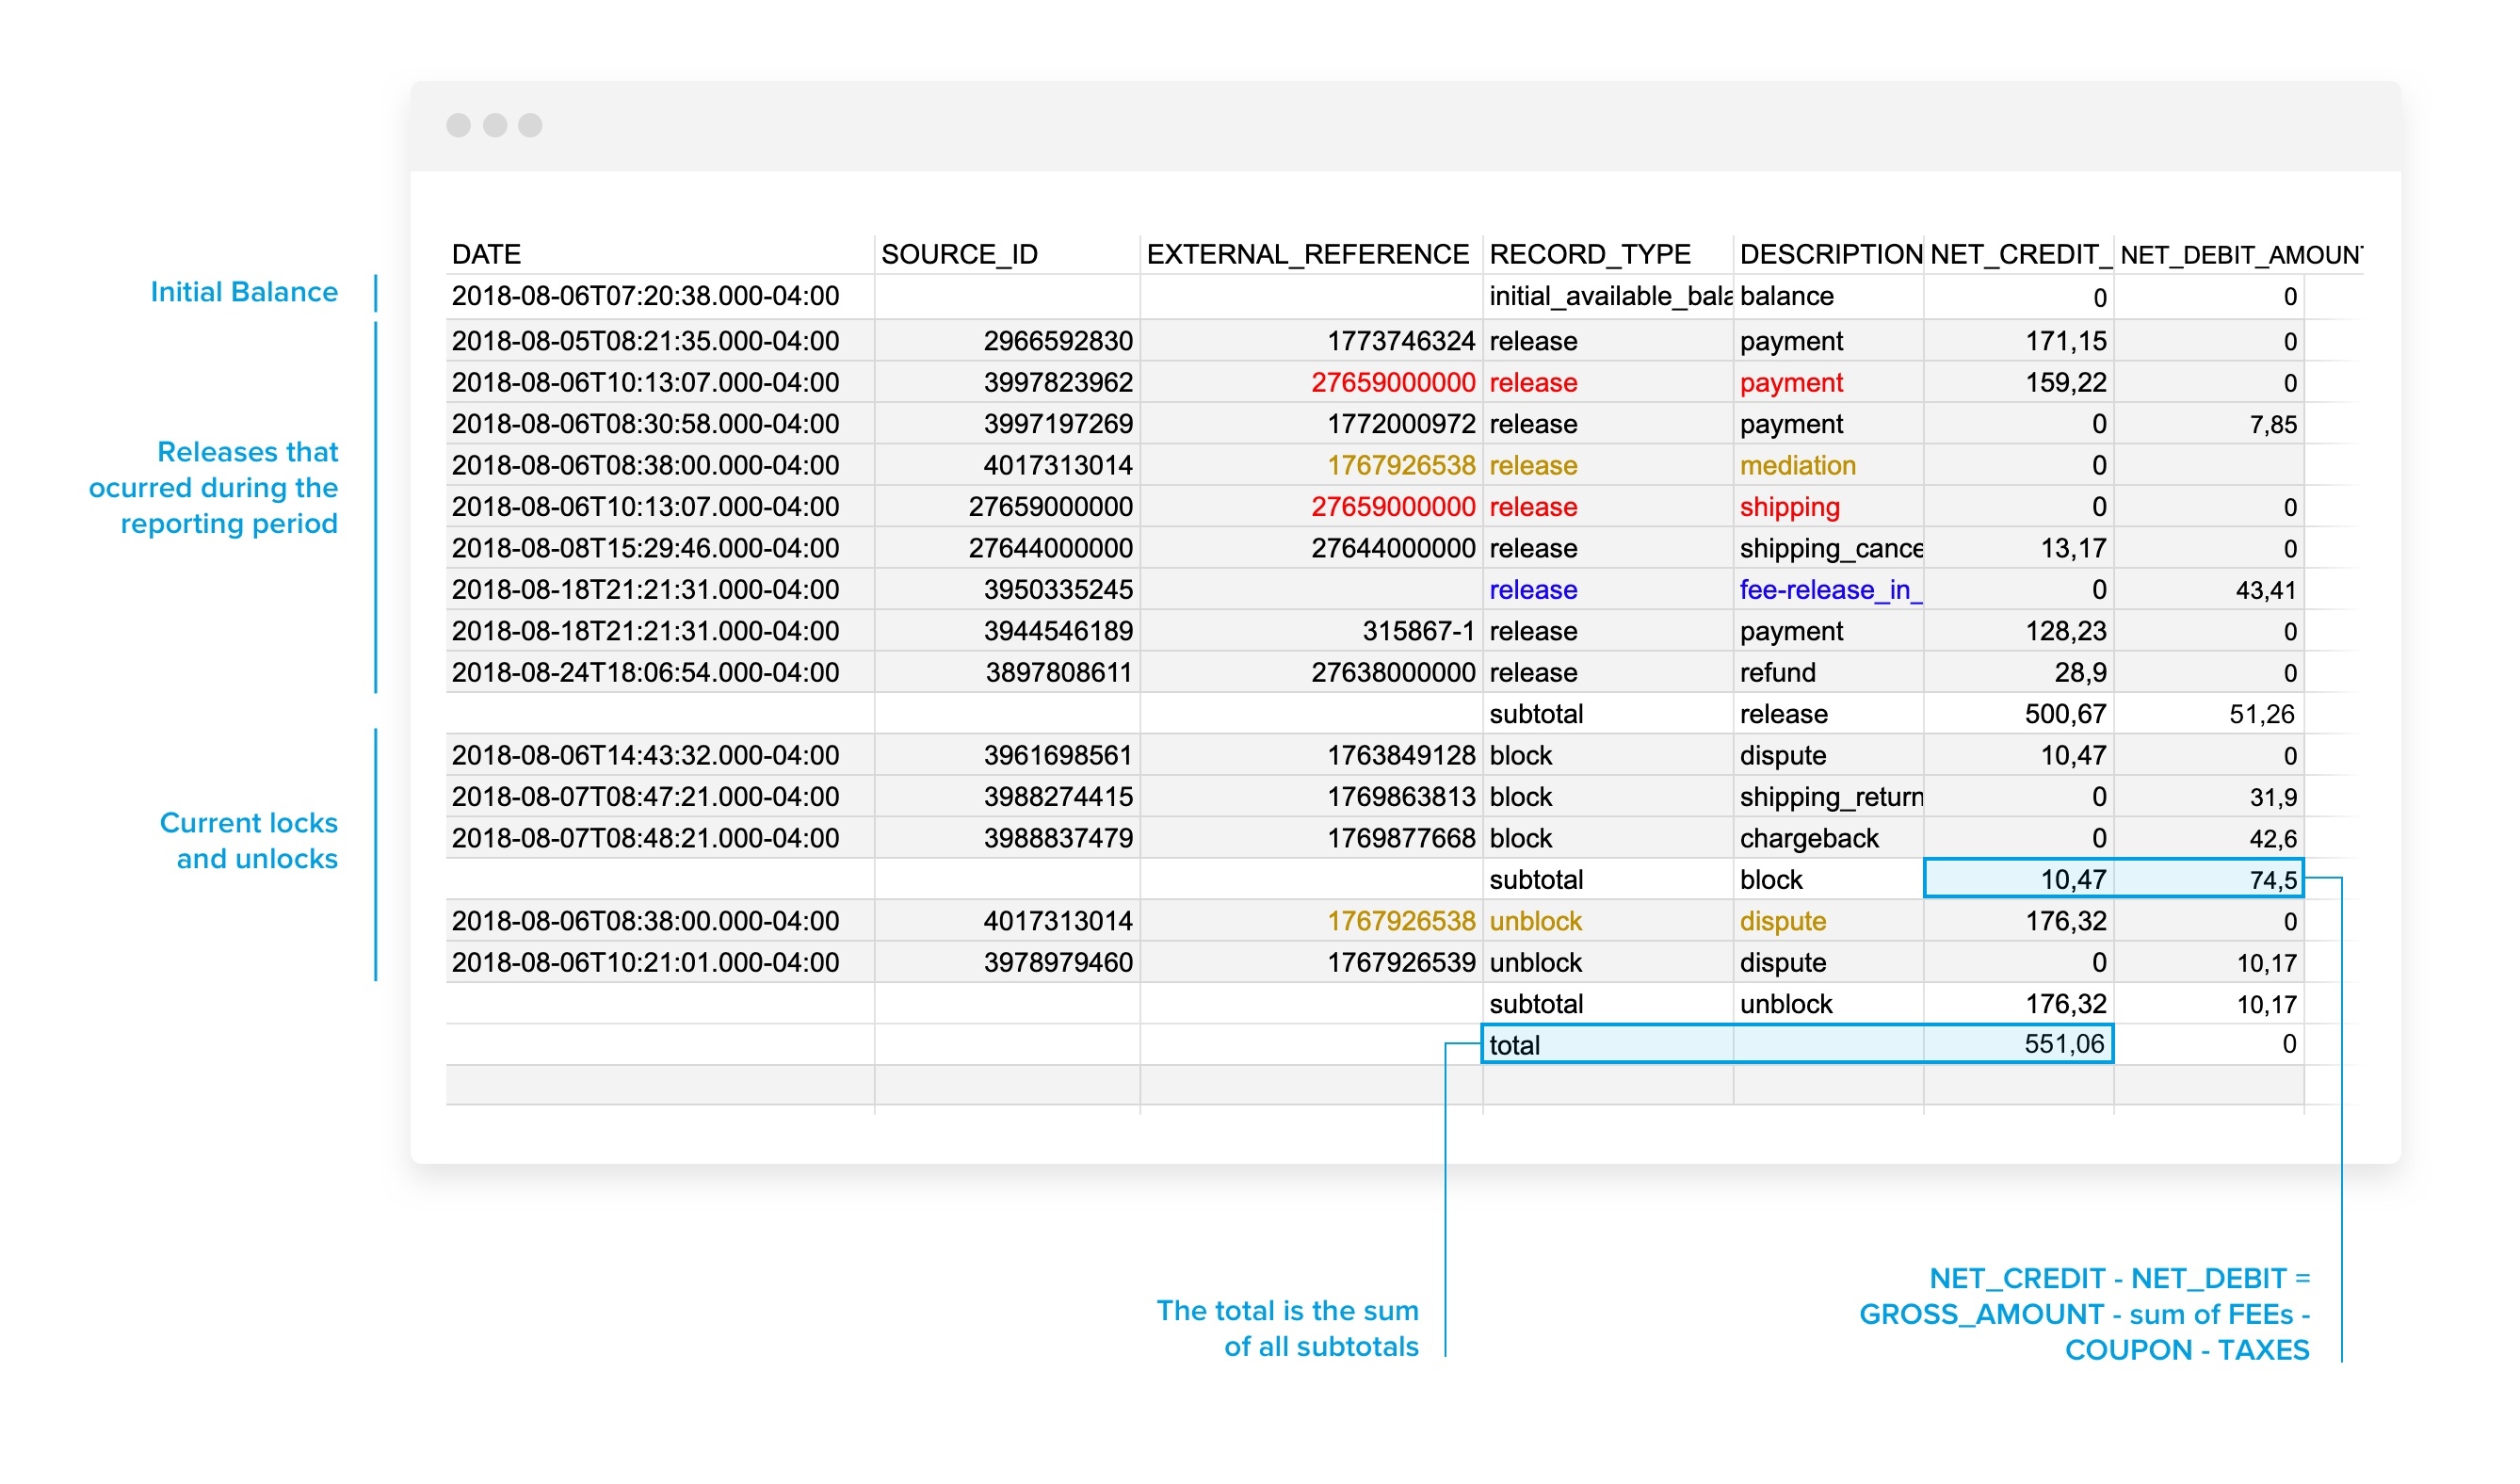 DATE SOURCE_ID EXTERNAL_REFERENCE RECORD_TYPE DESCRIPTION NET_CREDIT_ NET_DEBIT_AMOUNT
Initial Balance
2018-08-06T07:20:38.000-04:00 initial_available_bala balance 0 0
Releases that
ocurred during the
reporting period
2018-08-05T08:21:35.000-04:00 2966592830 1773746324 release payment 171,15 0
2018-08-06T10:13:07.000-04:00 3997823962 27659000000 release payment 159,22 0
2018-08-06T08:30:58.000-04:00 3997197269 1772000972 release payment 0 7,85
2018-08-06T08:38:00.000-04:00 4017313014 1767926538 release mediation 0
2018-08-06T10:13:07.000-04:00 27659000000 27659000000 release shipping 0 0
2018-08-08T15:29:46.000-04:00 27644000000 27644000000 release shipping_cance 13,17 0
2018-08-18T21:21:31.000-04:00 3950335245 release fee-release_in_ 0 43,41
2018-08-18T21:21:31.000-04:00 3944546189 315867-1 release payment 128,23 0
2018-08-24T18:06:54.000-04:00 3897808611 27638000000 release refund 28,9 0
subtotal release 500,67 51,26
Current locks
and unlocks
2018-08-06T14:43:32.000-04:00 3961698561 1763849128 block dispute 10,47 0
2018-08-07T08:47:21.000-04:00 3988274415 1769863813 block shipping_return 0 31,9
2018-08-07T08:48:21.000-04:00 3988837479 1769877668 block chargeback 0 42,6
subtotal block 10,47 74,5
2018-08-06T08:38:00.000-04:00 4017313014 1767926538 unblock dispute 176,32 0
2018-08-06T10:21:01.000-04:00 3978979460 1767926539 unblock dispute 0 10,17
subtotal unblock 176,32 10,17
total 551,06 0
The total is the sum
of all subtotals
NET_CREDIT - NET_DEBIT =
GROSS_AMOUNT - sum of FEEs -
COUPON - TAXES